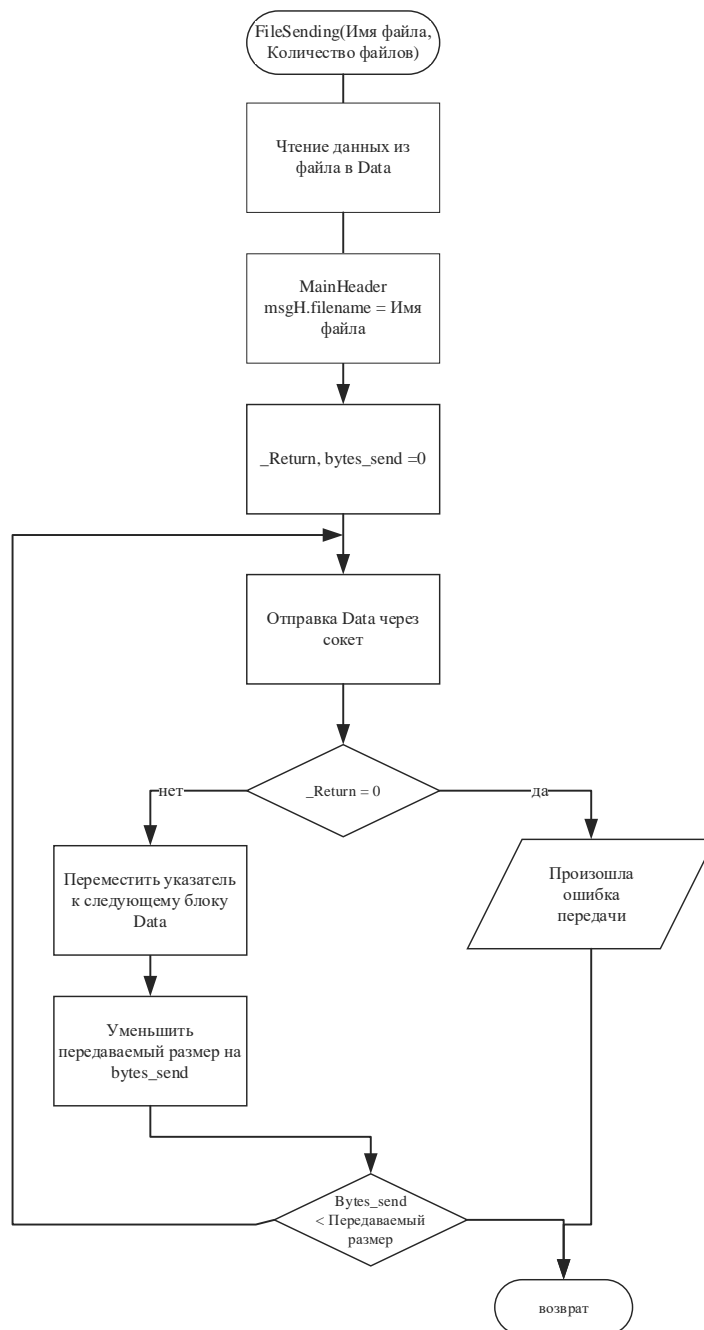 FileSending(Имя файла,
Количество файлов)
Чтение данных из
файла в Data
MainHeader
msgH.filename = Имя
файла
_Return, bytes_send =0
Отправка Data через
сокет
_Return = 0
нет
да
Переместить указатель
к следующему блоку
Data
Произошла
ошибка
передачи
Уменьшить
передаваемый размер на
bytes_send
Bytes_send
< Передаваемый
размер
возврат